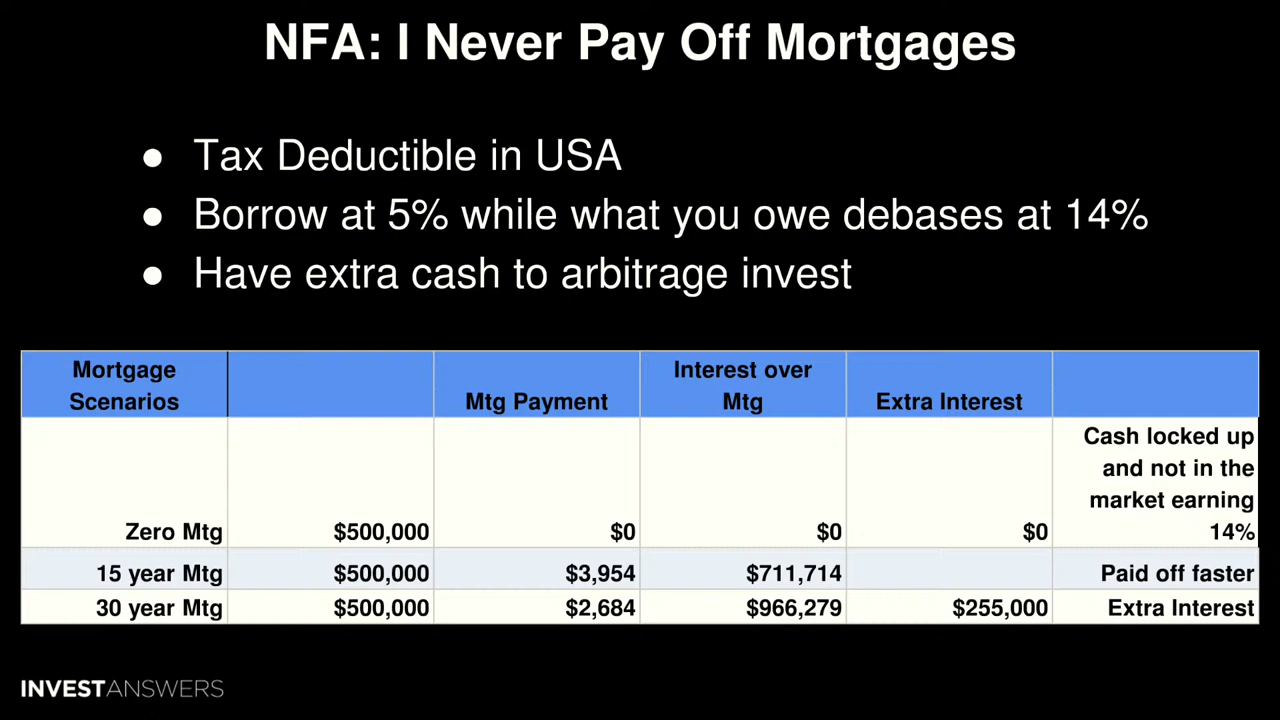 NFA: I Never Pay Off Mortgages
● Tax Deductible in USA
● Borrow at 5% while what you owe debases at 14%
● Have extra cash to arbitrage invest
Mortgage Scenarios Mtg Payment Interest over Mtg Extra Interest
Zero Mtg $500,000 $0 $0 $0 Cash locked up and not in the market earning 14%
15 year Mtg $500,000 $3,954 $711,714 Paid off faster
30 year Mtg $500,000 $2,684 $966,279 $255,000 Extra Interest
INVESTANSWERS